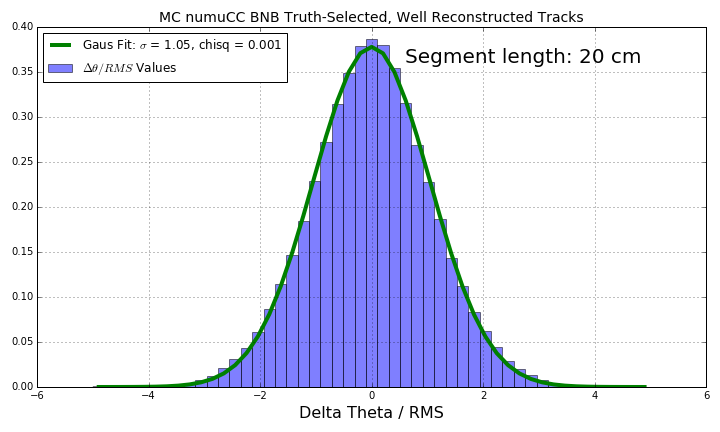 MC numuCC BNB Truth-Selected, Well Reconstructed Tracks
Gaus Fit: σ = 1.05, chisq = 0.001
Δθ/RMS Values
Segment length: 20 cm
0.40
0.35
0.30
0.25
0.20
0.15
0.10
0.05
0.00
−6 −4 −2 0 2 4 6
Delta Theta / RMS